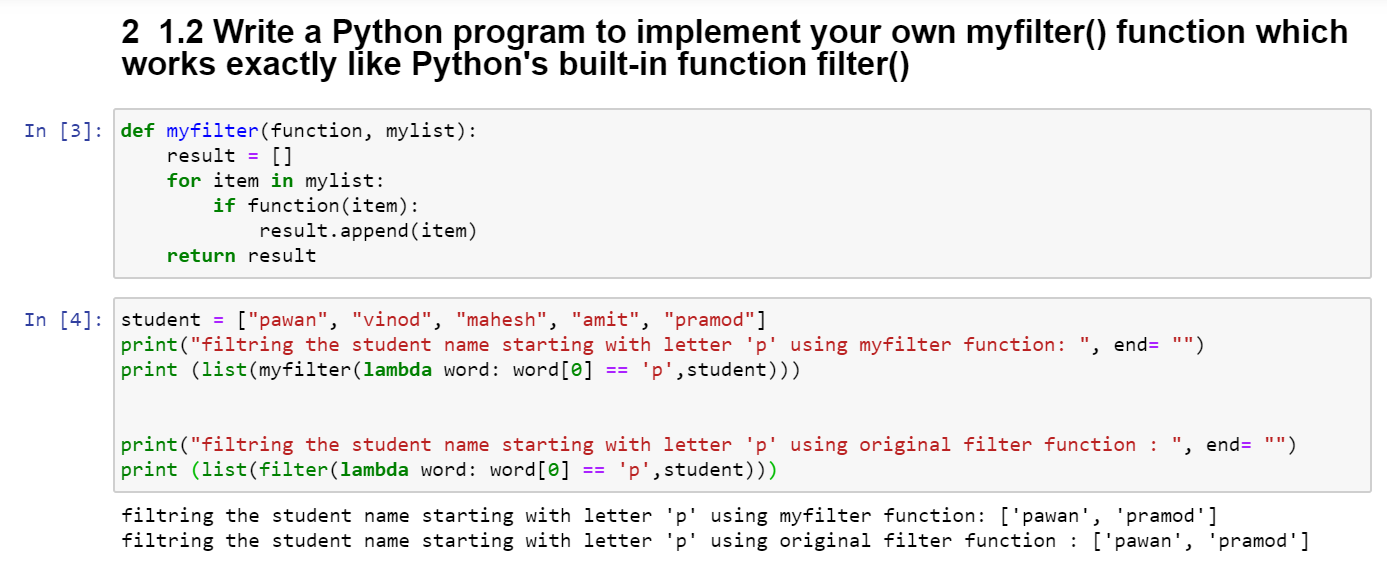 2 1.2 Write a Python program to implement your own myfilter() function which
works exactly like Python's built-in function filter()
In [3]: def myfilter(function, mylist):
    result = []
    for item in mylist:
        if function(item):
            result.append(item)
    return result
In [4]: student = ["pawan", "vinod", "mahesh", "amit", "pramod"]
print("filtring the student name starting with letter 'p' using myfilter function: ", end= "")
print (list(myfilter(lambda word: word[0] == 'p',student)))
print("filtring the student name starting with letter 'p' using original filter function : ", end= "")
print (list(filter(lambda word: word[0] == 'p',student)))
filtring the student name starting with letter 'p' using myfilter function: ['pawan', 'pramod']
filtring the student name starting with letter 'p' using original filter function : ['pawan', 'pramod']